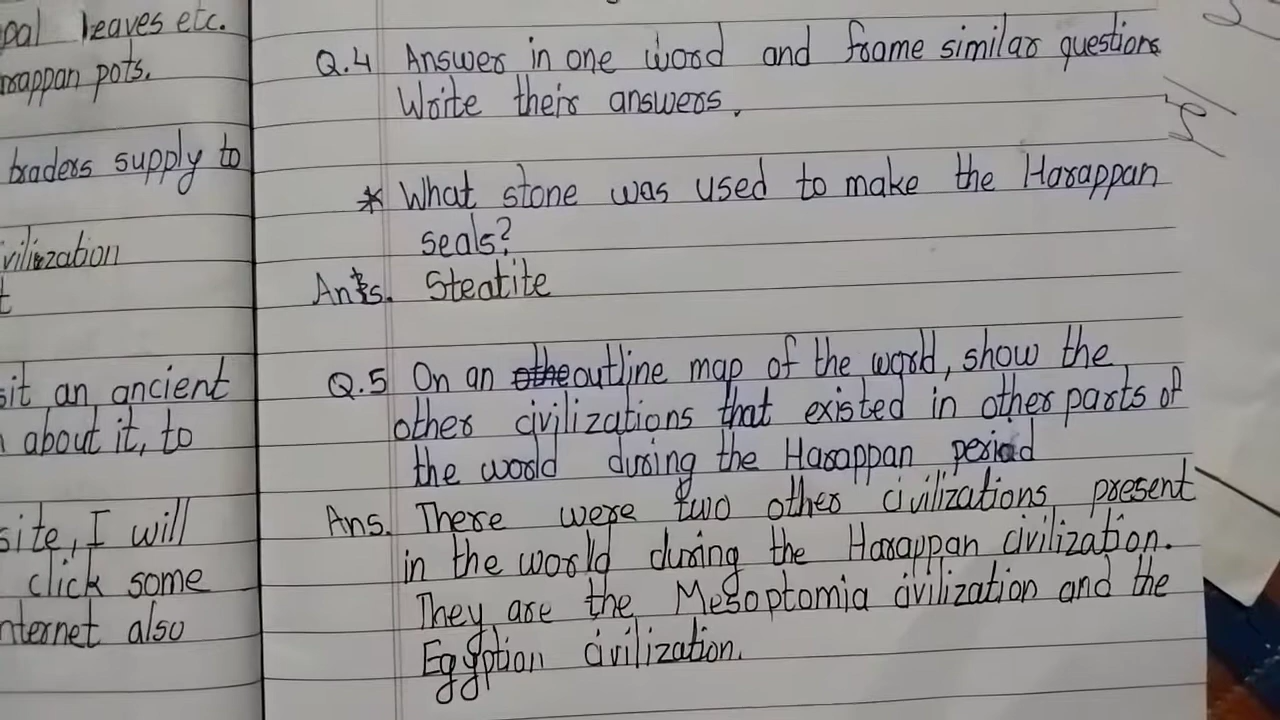 pal leaves etc.
rappan pots.
traders supply to
vilization
t
sit an ancient
about it, to
site, I will
click some
nternet also
Q.4 Answer in one word and frame similar questions
Write their answers.
* What stone was used to make the Harappan
seals?
Ans. Steatite
Q.5 On an outline map of the world, show the
other civilizations that existed in other parts of
the world during the Harappan period
Ans. There were two other civilizations present
in the world during the Harappan civilization.
They are the Mesoptomia civilization and the
Egyption civilization.